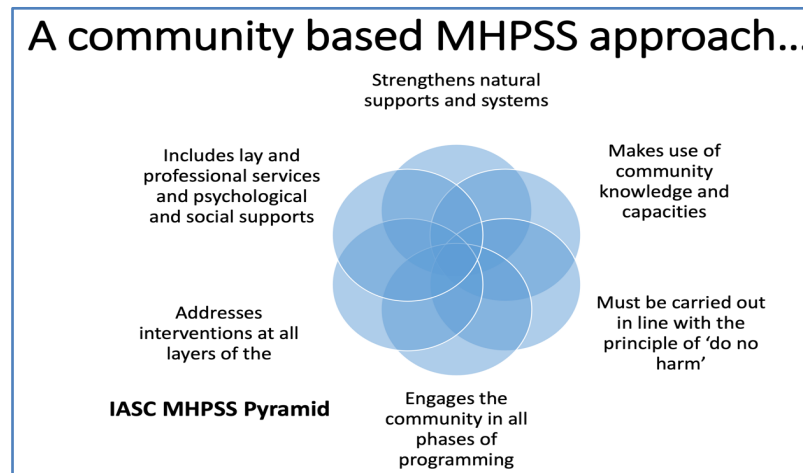 A community based MHPSS approach...
Strengthens natural
supports and systems
Makes use of
community
knowledge and
capacities
Must be carried out
in line with the
principle of ‘do no
harm’
Engages the
community in all
phases of
programming
Addresses
interventions at all
layers of the
IASC MHPSS Pyramid
Includes lay and
professional services
and psychological
and social supports